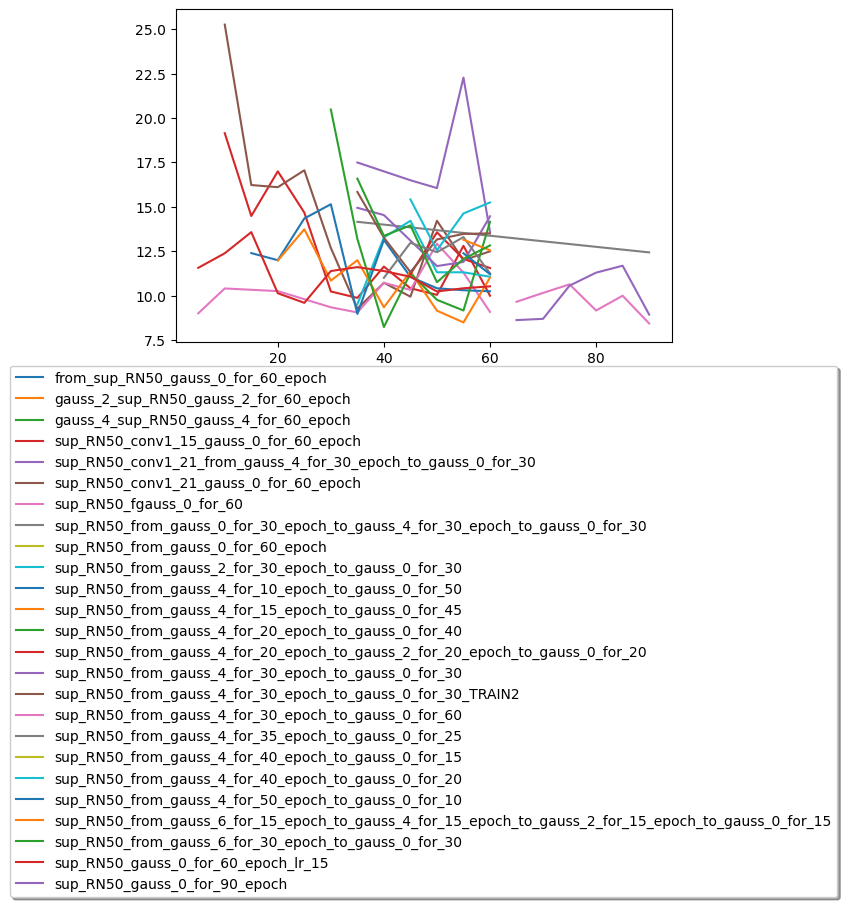 25.0
22.5
20.0
17.5
15.0
12.5
10.0
7.5
20 40 60 80
from_sup_RN50_gauss_0_for_60_epoch
gauss_2_sup_RN50_gauss_2_for_60_epoch
gauss_4_sup_RN50_gauss_4_for_60_epoch
sup_RN50_conv1_15_gauss_0_for_60_epoch
sup_RN50_conv1_21_from_gauss_4_for_30_epoch_to_gauss_0_for_30
sup_RN50_conv1_21_gauss_0_for_60_epoch
sup_RN50_fgauss_0_for_60
sup_RN50_from_gauss_0_for_30_epoch_to_gauss_4_for_30_epoch_to_gauss_0_for_30
sup_RN50_from_gauss_0_for_60_epoch
sup_RN50_from_gauss_2_for_30_epoch_to_gauss_0_for_30
sup_RN50_from_gauss_4_for_10_epoch_to_gauss_0_for_50
sup_RN50_from_gauss_4_for_15_epoch_to_gauss_0_for_45
sup_RN50_from_gauss_4_for_20_epoch_to_gauss_0_for_40
sup_RN50_from_gauss_4_for_20_epoch_to_gauss_2_for_20_epoch_to_gauss_0_for_20
sup_RN50_from_gauss_4_for_30_epoch_to_gauss_0_for_30
sup_RN50_from_gauss_4_for_30_epoch_to_gauss_0_for_30_TRAIN2
sup_RN50_from_gauss_4_for_30_epoch_to_gauss_0_for_60
sup_RN50_from_gauss_4_for_35_epoch_to_gauss_0_for_25
sup_RN50_from_gauss_4_for_40_epoch_to_gauss_0_for_15
sup_RN50_from_gauss_4_for_40_epoch_to_gauss_0_for_20
sup_RN50_from_gauss_4_for_50_epoch_to_gauss_0_for_10
sup_RN50_from_gauss_6_for_15_epoch_to_gauss_4_for_15_epoch_to_gauss_2_for_15_epoch_to_gauss_0_for_15
sup_RN50_from_gauss_6_for_30_epoch_to_gauss_0_for_30
sup_RN50_gauss_0_for_60_epoch_lr_15
sup_RN50_gauss_0_for_90_epoch